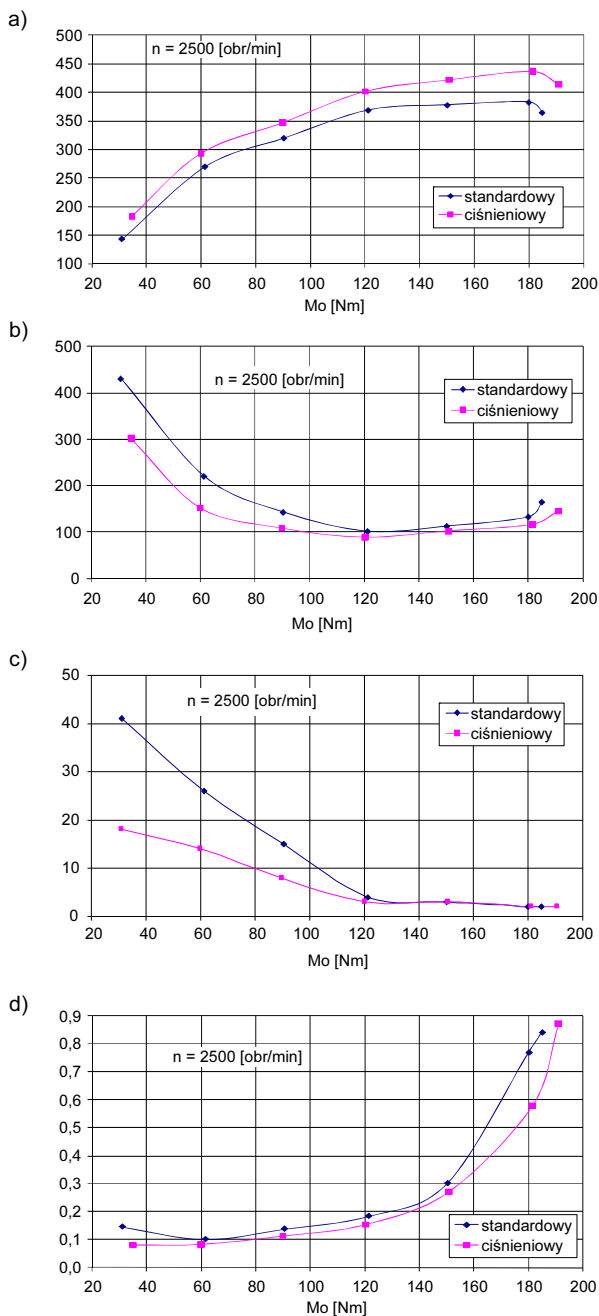 a)
500
450
400
350
300
250
200
150
100
n = 2500 [obr/min]
standardowy
ciśnieniowy
20 40 60 80 100 120 140 160 180 200
Mo [Nm]
b)
500
400
300
200
100
0
n = 2500 [obr/min]
standardowy
ciśnieniowy
20 40 60 80 100 120 140 160 180 200
Mo [Nm]
c)
50
40
30
20
10
0
n = 2500 [obr/min]
standardowy
ciśnieniowy
20 40 60 80 100 120 140 160 180 200
Mo [Nm]
d)
0,9
0,8
0,7
0,6
0,5
0,4
0,3
0,2
0,1
0,0
n = 2500 [obr/min]
standardowy
ciśnieniowy
20 40 60 80 100 120 140 160 180 200
Mo [Nm]